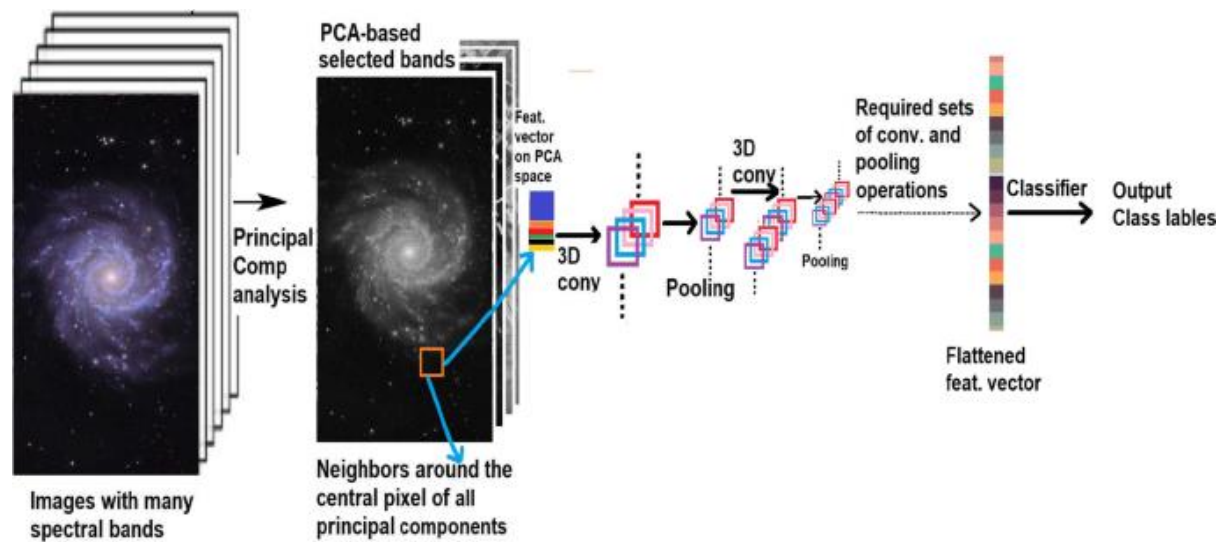 PCA-based
selected bands
Feat.
vector
on PCA
space
Principal
Comp
analysis
3D
conv
Pooling
3D
conv
Pooling
Required sets
of conv. and
pooling
operations
Classifier
Output
Class lables
Flattened
feat. vector
Neighbors around the
central pixel of all
principal components
Images with many
spectral bands